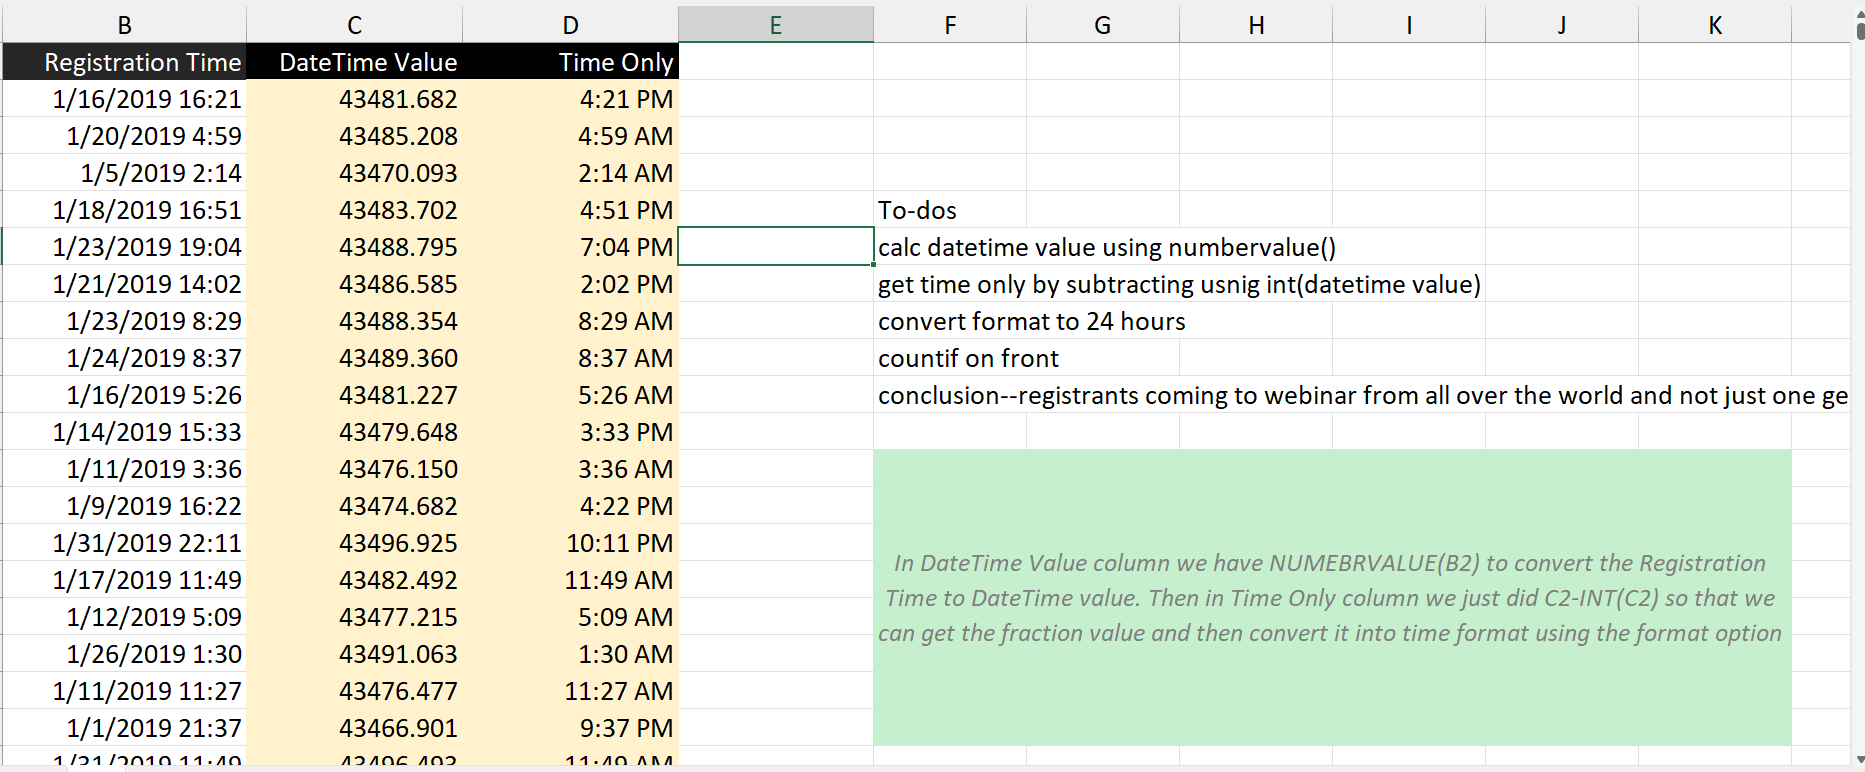 B C D E F G H I J K
Registration Time DateTime Value Time Only
1/16/2019 16:21 43481.682 4:21 PM
1/20/2019 4:59 43485.208 4:59 AM
1/5/2019 2:14 43470.093 2:14 AM
1/18/2019 16:51 43483.702 4:51 PM To-dos
1/23/2019 19:04 43488.795 7:04 PM calc datetime value using numbervalue()
1/21/2019 14:02 43486.585 2:02 PM get time only by subtracting usnig int(datetime value)
1/23/2019 8:29 43488.354 8:29 AM convert format to 24 hours
1/24/2019 8:37 43489.360 8:37 AM countif on front
1/16/2019 5:26 43481.227 5:26 AM conclusion--registrants coming to webinar from all over the world and not just one ge
1/14/2019 15:33 43479.648 3:33 PM
1/11/2019 3:36 43476.150 3:36 AM
1/9/2019 16:22 43474.682 4:22 PM
1/31/2019 22:11 43496.925 10:11 PM
1/17/2019 11:49 43482.492 11:49 AM
1/12/2019 5:09 43477.215 5:09 AM
1/26/2019 1:30 43491.063 1:30 AM
1/11/2019 11:27 43476.477 11:27 AM
1/1/2019 21:37 43466.901 9:37 PM
1/31/2019 11:49 43496.493 11:49 AM
In DateTime Value column we have NUMEBRVALUE(B2) to convert the Registration
Time to DateTime value. Then in Time Only column we just did C2-INT(C2) so that we
can get the fraction value and then convert it into time format using the format option